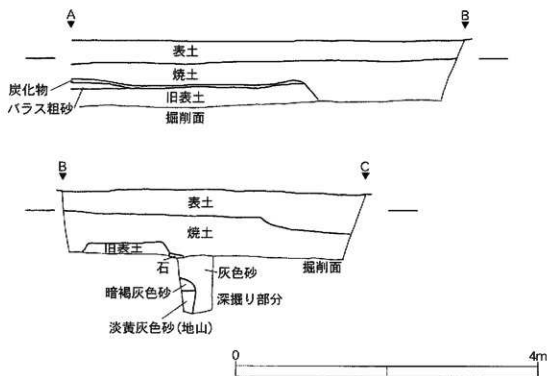 A
B
表土
焼土
炭化物
バラス粗砂
旧表土
掘削面
B
C
表土
焼土
旧表土
石
灰色砂
掘削面
暗褐灰色砂
深掘り部分
淡黄灰色砂(地山)
0
4m